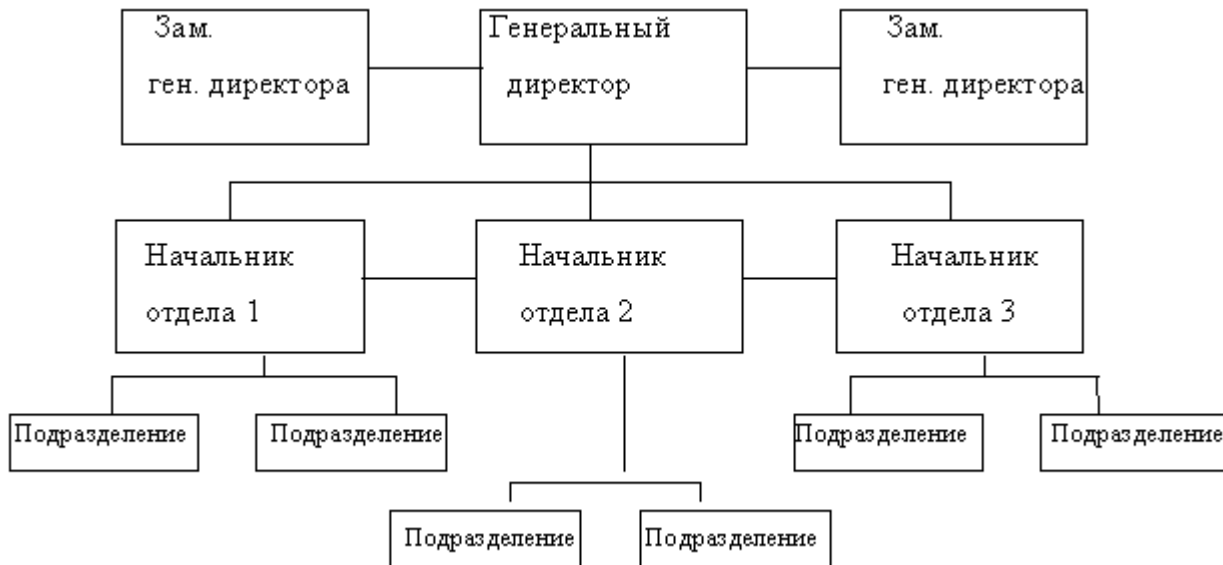 Зам.
ген. директора
Генеральный
директор
Зам.
ген. директора
Начальник
отдела 1
Начальник
отдела 2
Начальник
отдела 3
Подразделение
Подразделение
Подразделение
Подразделение
Подразделение
Подразделение